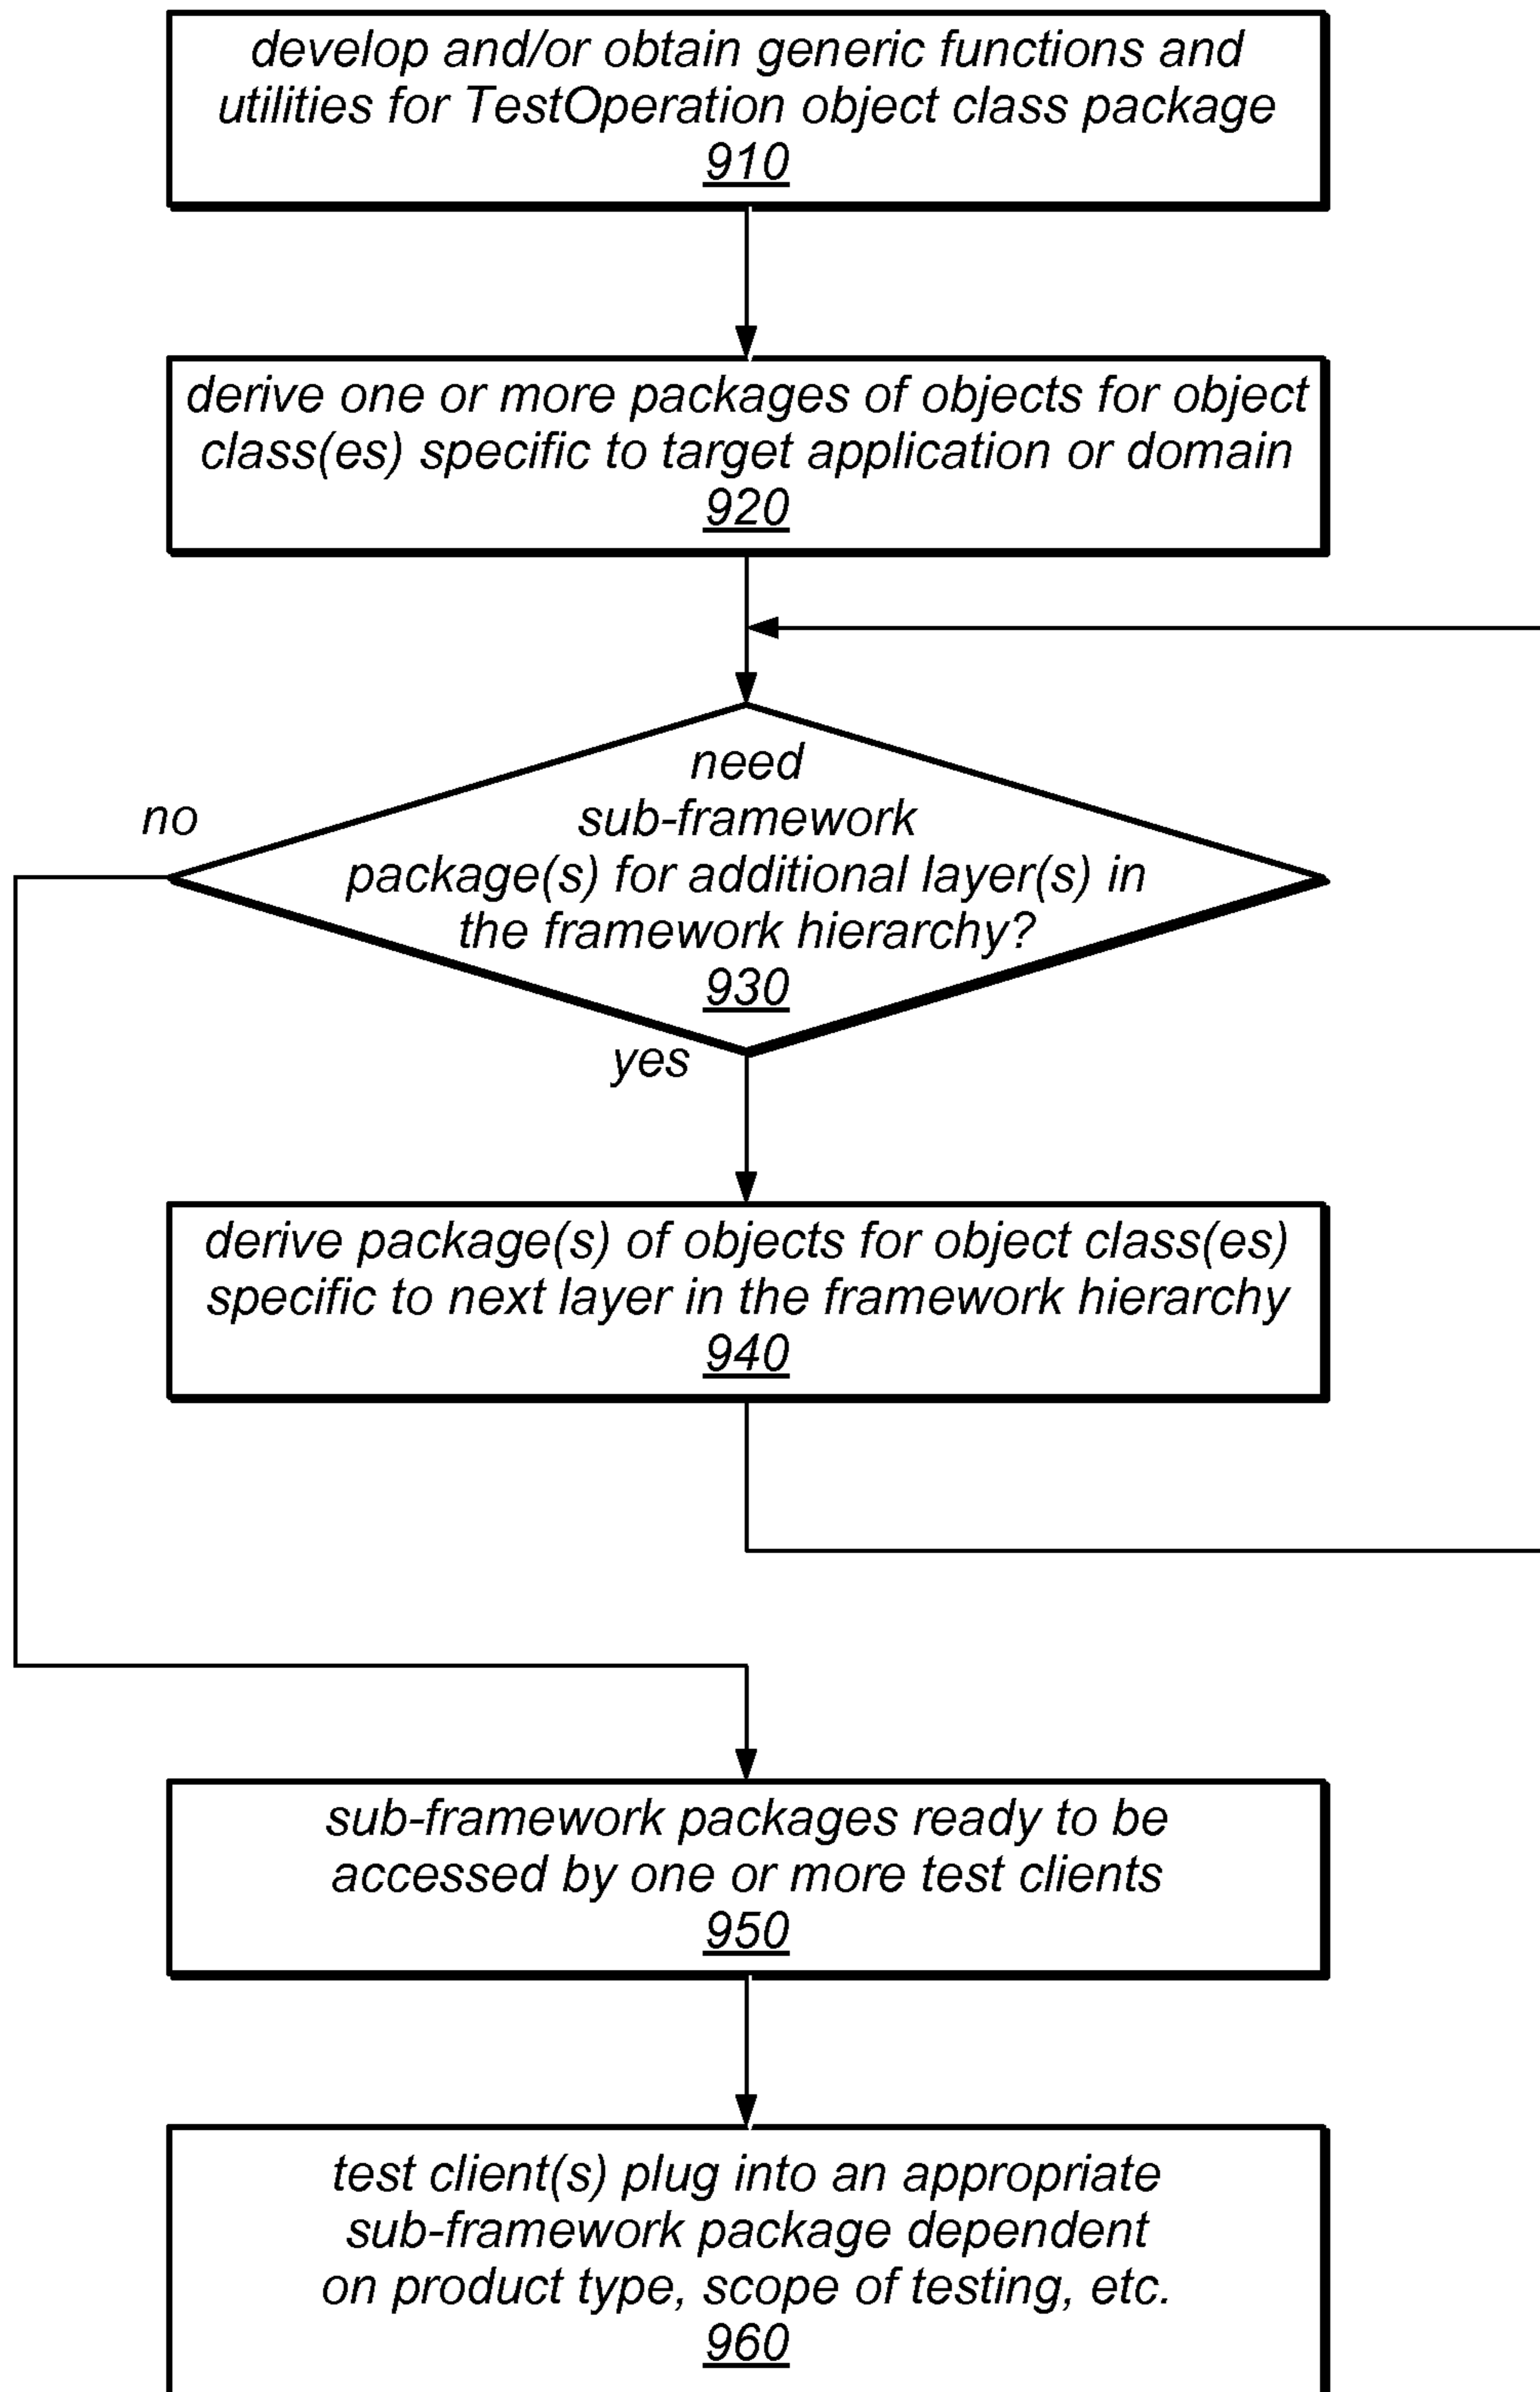 develop and/or obtain generic functions and
utilities for TestOperation object class package
910
derive one or more packages of objects for object
class(es) specific to target application or domain
920
need
sub-framework
package(s) for additional layer(s) in
the framework hierarchy?
930
no
yes
derive package(s) of objects for object class(es)
specific to next layer in the framework hierarchy
940
sub-framework packages ready to be
accessed by one or more test clients
950
test client(s) plug into an appropriate
sub-framework package dependent
on product type, scope of testing, etc.
960